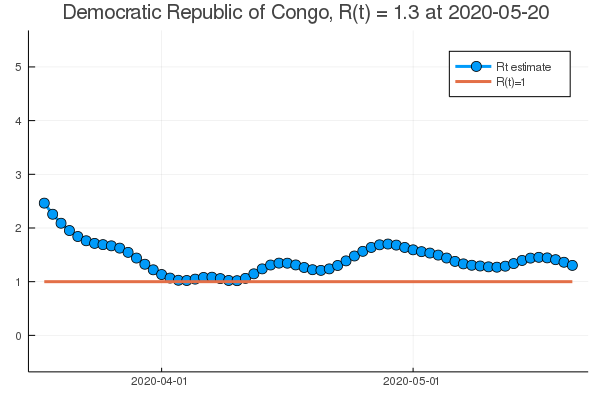 Democratic Republic of Congo, R(t) = 1.3 at 2020-05-20
Rt estimate
R(t)=1
5
4
3
2
1
0
2020-04-01 2020-05-01